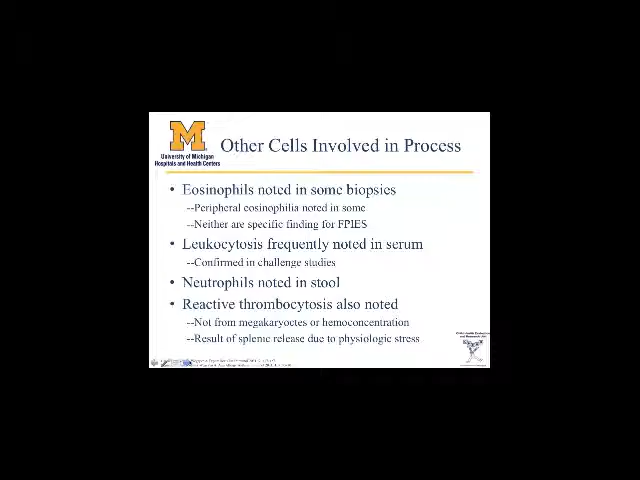 M
University of Michigan
Hospitals and Health Centers
Other Cells Involved in Process
• Eosinophils noted in some biopsies
--Peripheral eosinophilia noted in some
--Neither are specific finding for FPIES
• Leukocytosis frequently noted in serum
--Confirmed in challenge studies
• Neutrophils noted in stool
• Reactive thrombocytosis also noted
--Not from megakaryoctes or hemoconcentration
--Result of splenic release due to physiologic stress